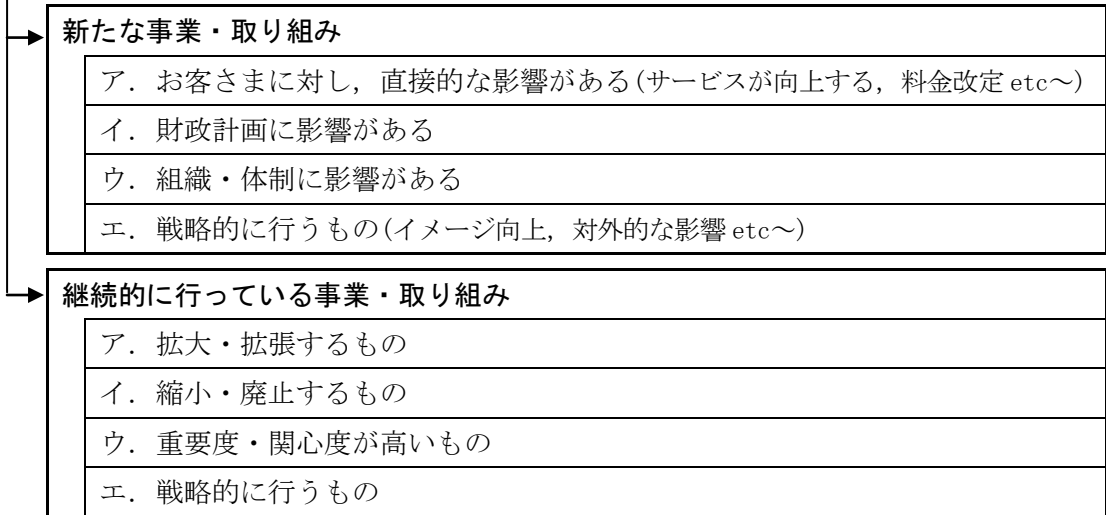 新たな事業・取り組み
ア．お客さまに対し，直接的な影響がある(サービスが向上する，料金改定 etc～)
イ．財政計画に影響がある
ウ．組織・体制に影響がある
エ．戦略的に行うもの(イメージ向上，対外的な影響 etc～)
継続的に行っている事業・取り組み
ア．拡大・拡張するもの
イ．縮小・廃止するもの
ウ．重要度・関心度が高いもの
エ．戦略的に行うもの